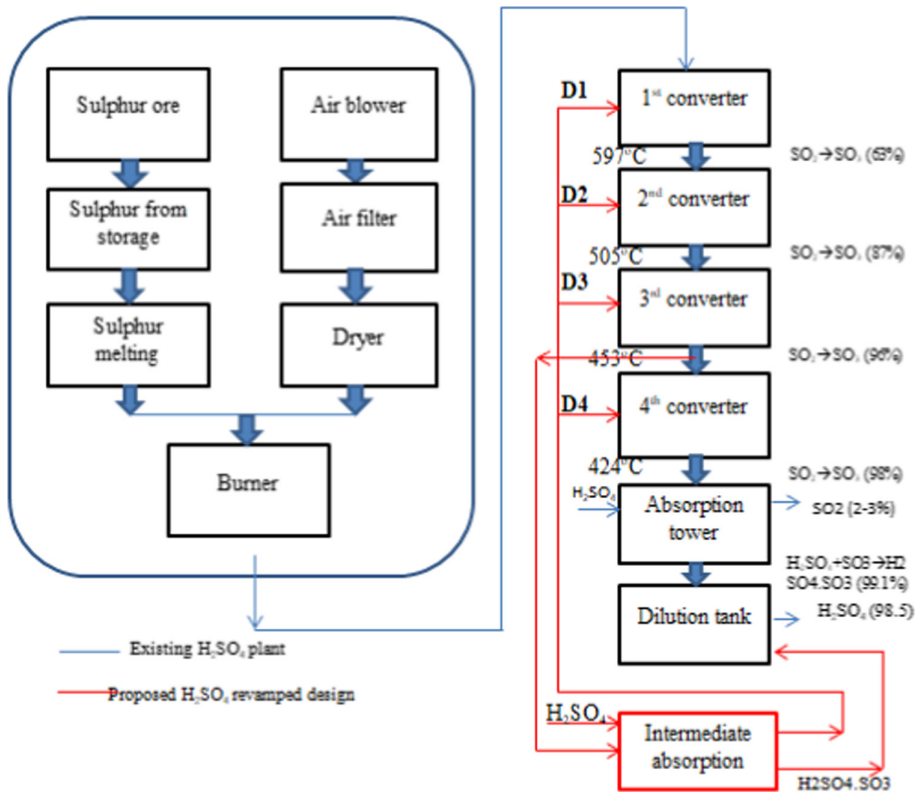 Sulphur ore
Air blower
Sulphur from
storage
Air filter
Sulphur
melting
Dryer
Burner
Existing H₂SO₄ plant
Proposed H₂SO₄ revamped design
D1
1ˢᵗ converter
597°C
SO₂→SO₃ (63%)
D2
2ⁿᵈ converter
505°C
SO₂→SO₃ (87%)
D3
3ʳᵈ converter
453°C
SO₂→SO₃ (96%)
D4
4ᵗʰ converter
424°C
SO₂→SO₃ (98%)
H₂SO₄
Absorption
tower
SO2 (2-3%)
H₂SO₄+SO3→H2
SO4.SO3 (99.1%)
Dilution tank
H₂SO₄ (98.5)
H₂SO₄
Intermediate
absorption
H2SO4.SO3